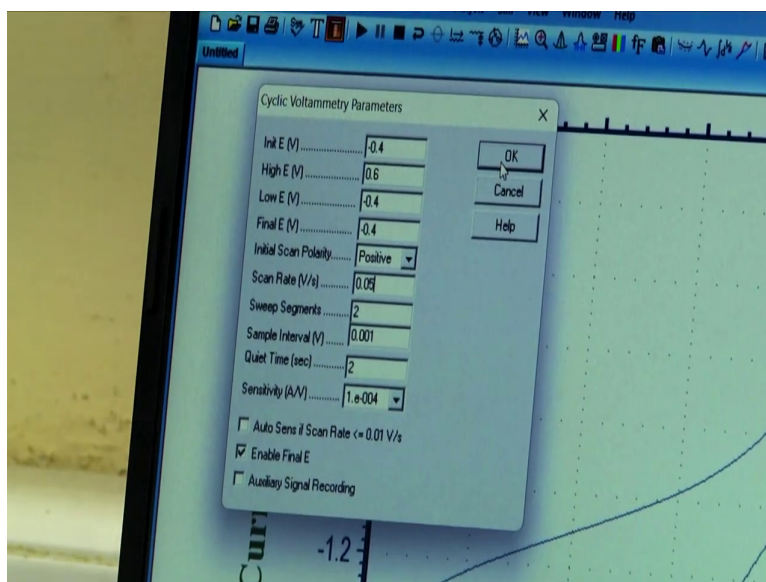 View Window Help
Untitled
Cyclic Voltammetry Parameters
X
Init E (V) ...................... -0.4
High E (V) .................... 0.6
Low E (V) .................... -0.4
Final E (V) .................... -0.4
Initial Scan Polarity....... Positive
Scan Rate (V/s) .......... 0.05
Sweep Segments ......... 2
Sample Interval (V) ...... 0.001
Quiet Time (sec) ........... 2
Sensitivity (A/V) ........... 1.e-004
OK
Cancel
Help
Auto Sens if Scan Rate <= 0.01 V/s
Enable Final E
Auxiliary Signal Recording
-1.2